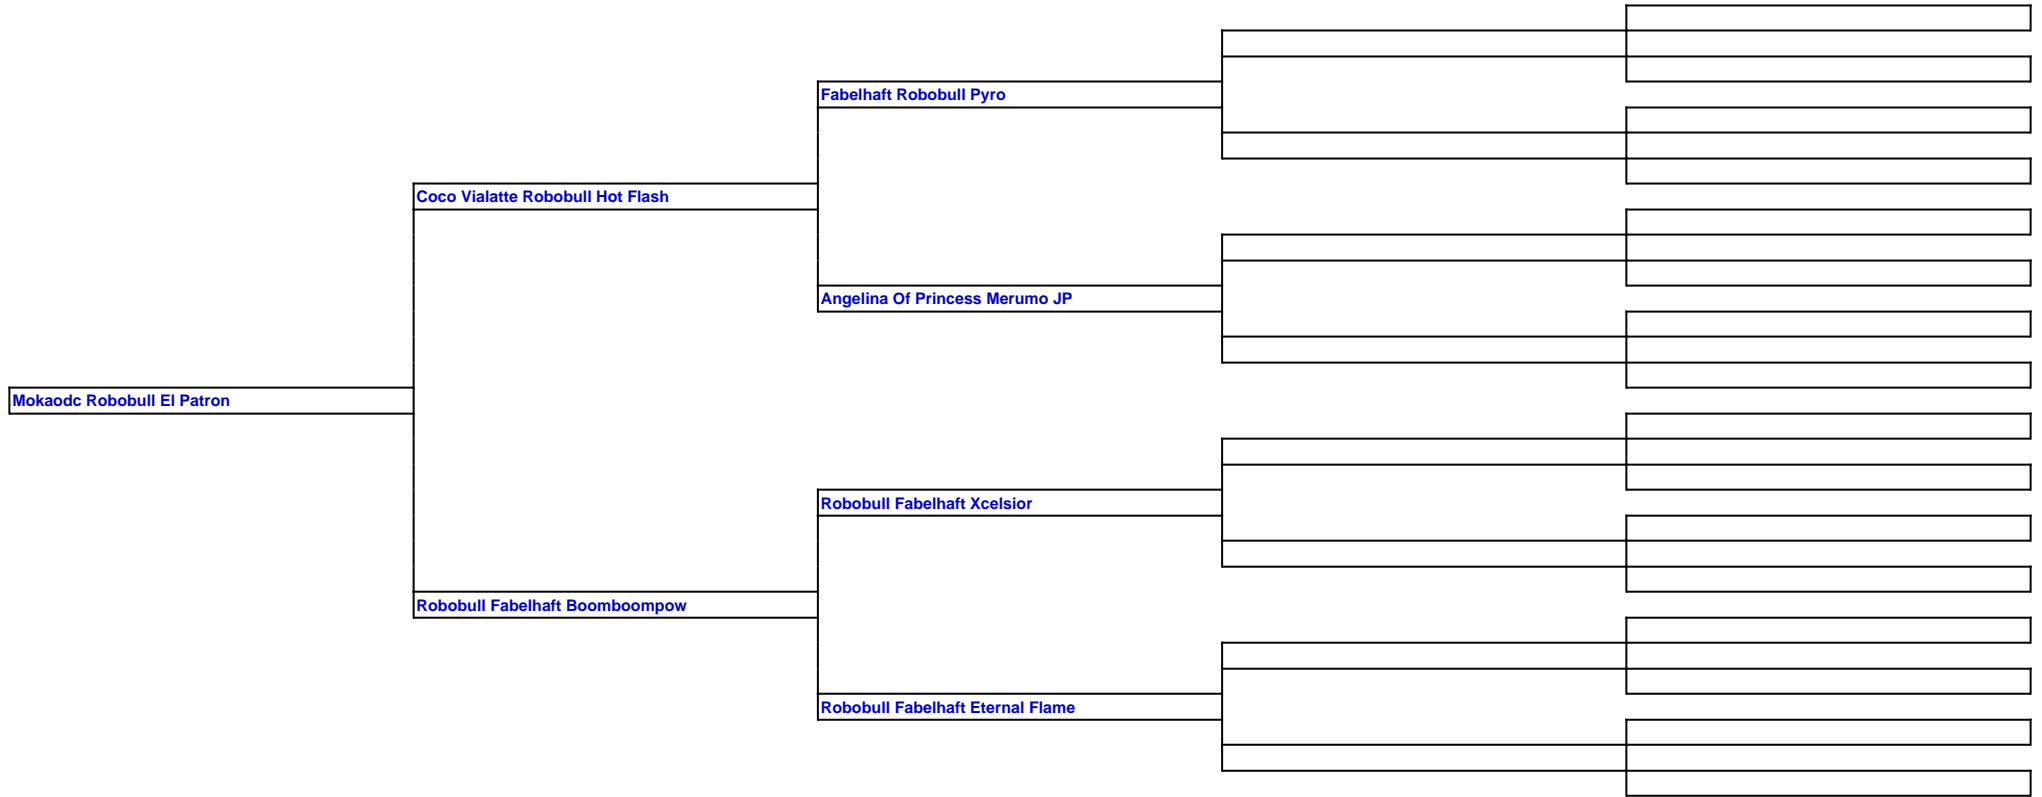 Fabelhaft Robobull Pyro
Coco Vialatte Robobull Hot Flash
Angelina Of Princess Merumo JP
Mokaodc Robobull El Patron
Robobull Fabelhaft Xcelsior
Robobull Fabelhaft Boomboompow
Robobull Fabelhaft Eternal Flame